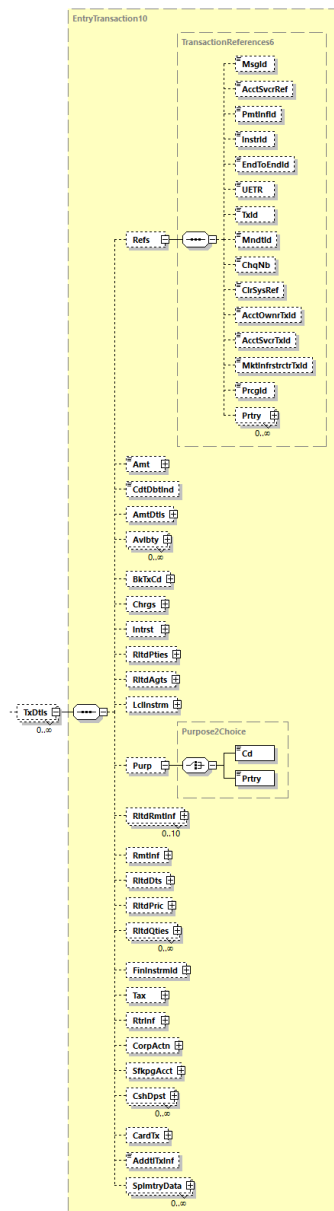 EntryTransaction10
TransactionReferences6
MsgId
AcctSvcrRef
PmtInfId
InstrId
EndToEndId
UETR
TxId
Refs
MndtId
ChqNb
ClrSysRef
AcctOwnrTxId
AcctSvcrTxId
MktInfrstrctrTxId
PrcgId
Prtry
0..∞
Amt
CdtDbtInd
AmtDtls
Avlbty
0..∞
BkTxCd
Chrgs
Intrst
RltdPties
RltdAgts
LclInstrm
TxDtls
0..∞
Purpose2Choice
Cd
Purp
Prtry
RltdRmtInf
0..10
RmtInf
RltdDts
RltdPric
RltdQties
0..∞
FinInstrmId
Tax
RtrInf
CorpActn
SfkpgAcct
CshDpst
0..∞
CardTx
AddtlTxInf
SplmtryData
0..∞